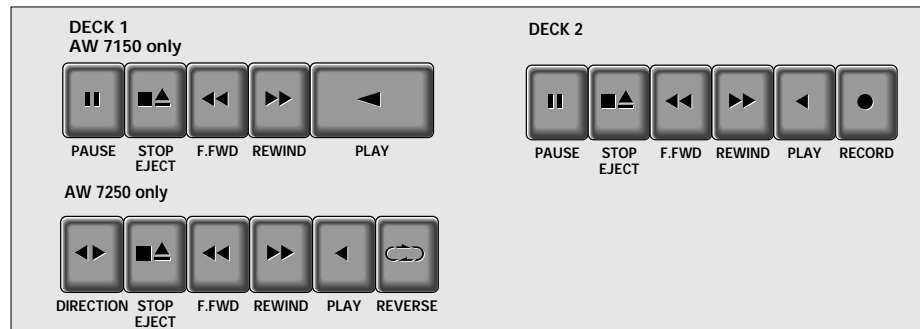 DECK 1
AW 7150 only
PAUSE STOP EJECT F.FWD REWIND PLAY
AW 7250 only
DIRECTION STOP EJECT F.FWD REWIND PLAY REVERSE
DECK 2
PAUSE STOP EJECT F.FWD REWIND PLAY RECORD